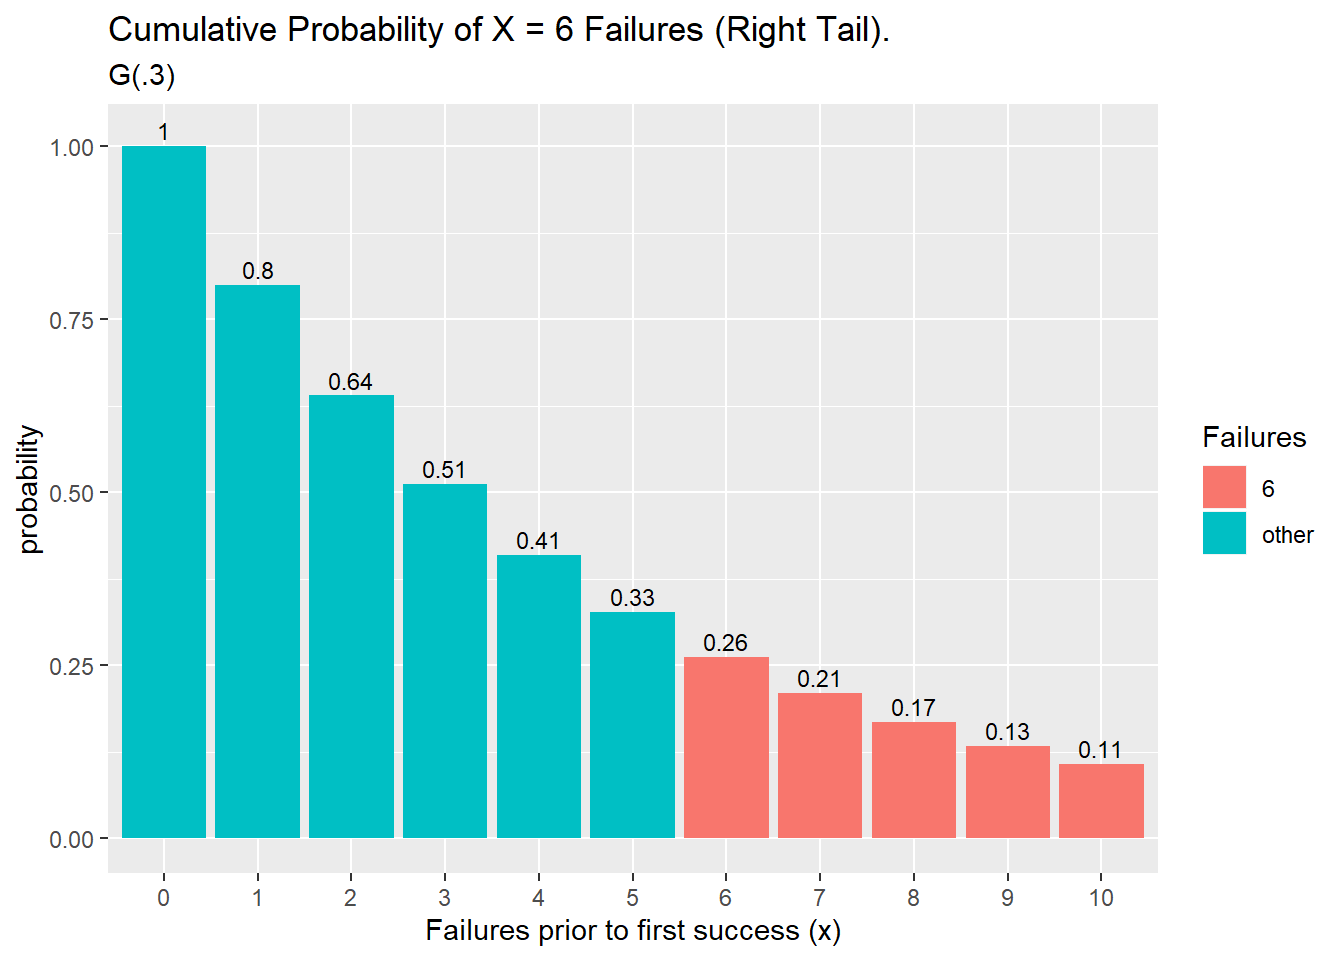 Cumulative Probability of X = 6 Failures (Right Tail).
G(.3)
probability
1.00
0.75
0.50
0.25
0.00
1
0.8
0.64
0.51
0.41
0.33
0.26
0.21
0.17
0.13
0.11
0 1 2 3 4 5 6 7 8 9 10
Failures prior to first success (x)
Failures
6
other